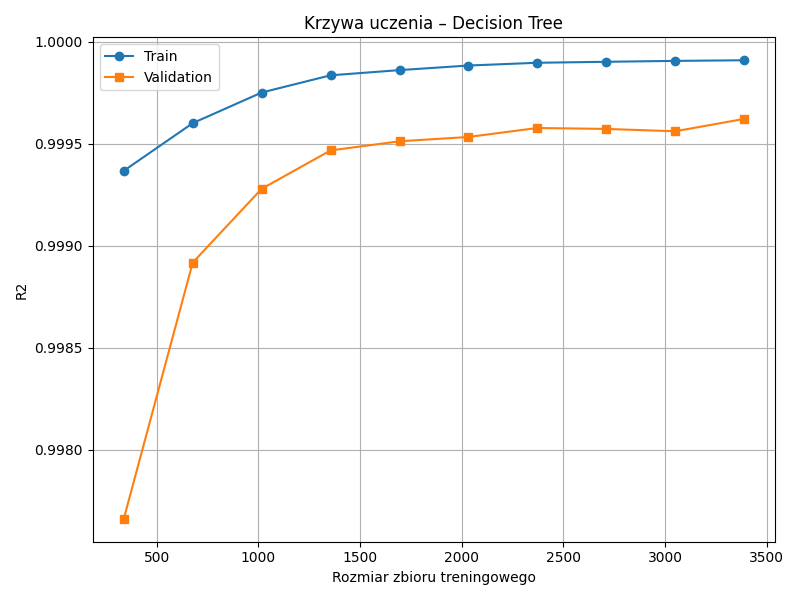 Krzywa uczenia – Decision Tree
Train
Validation
1.0000
0.9995
0.9990
0.9985
0.9980
R2
500
1000
1500
2000
2500
3000
3500
Rozmiar zbioru treningowego